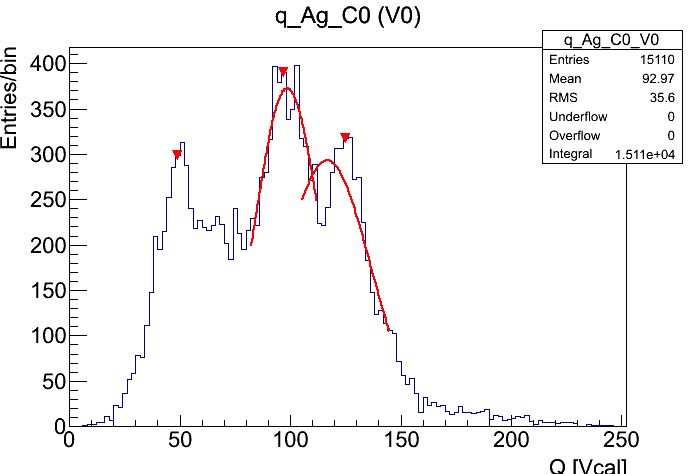 q_Ag_C0 (V0)
q_Ag_C0_V0
Entries 15110
Mean 92.97
RMS 35.6
Underflow 0
Overflow 0
Integral 1.511e+04
Entries/bin
400
350
300
250
200
150
100
50
0
0 50 100 150 200 250
Q [Vcal]